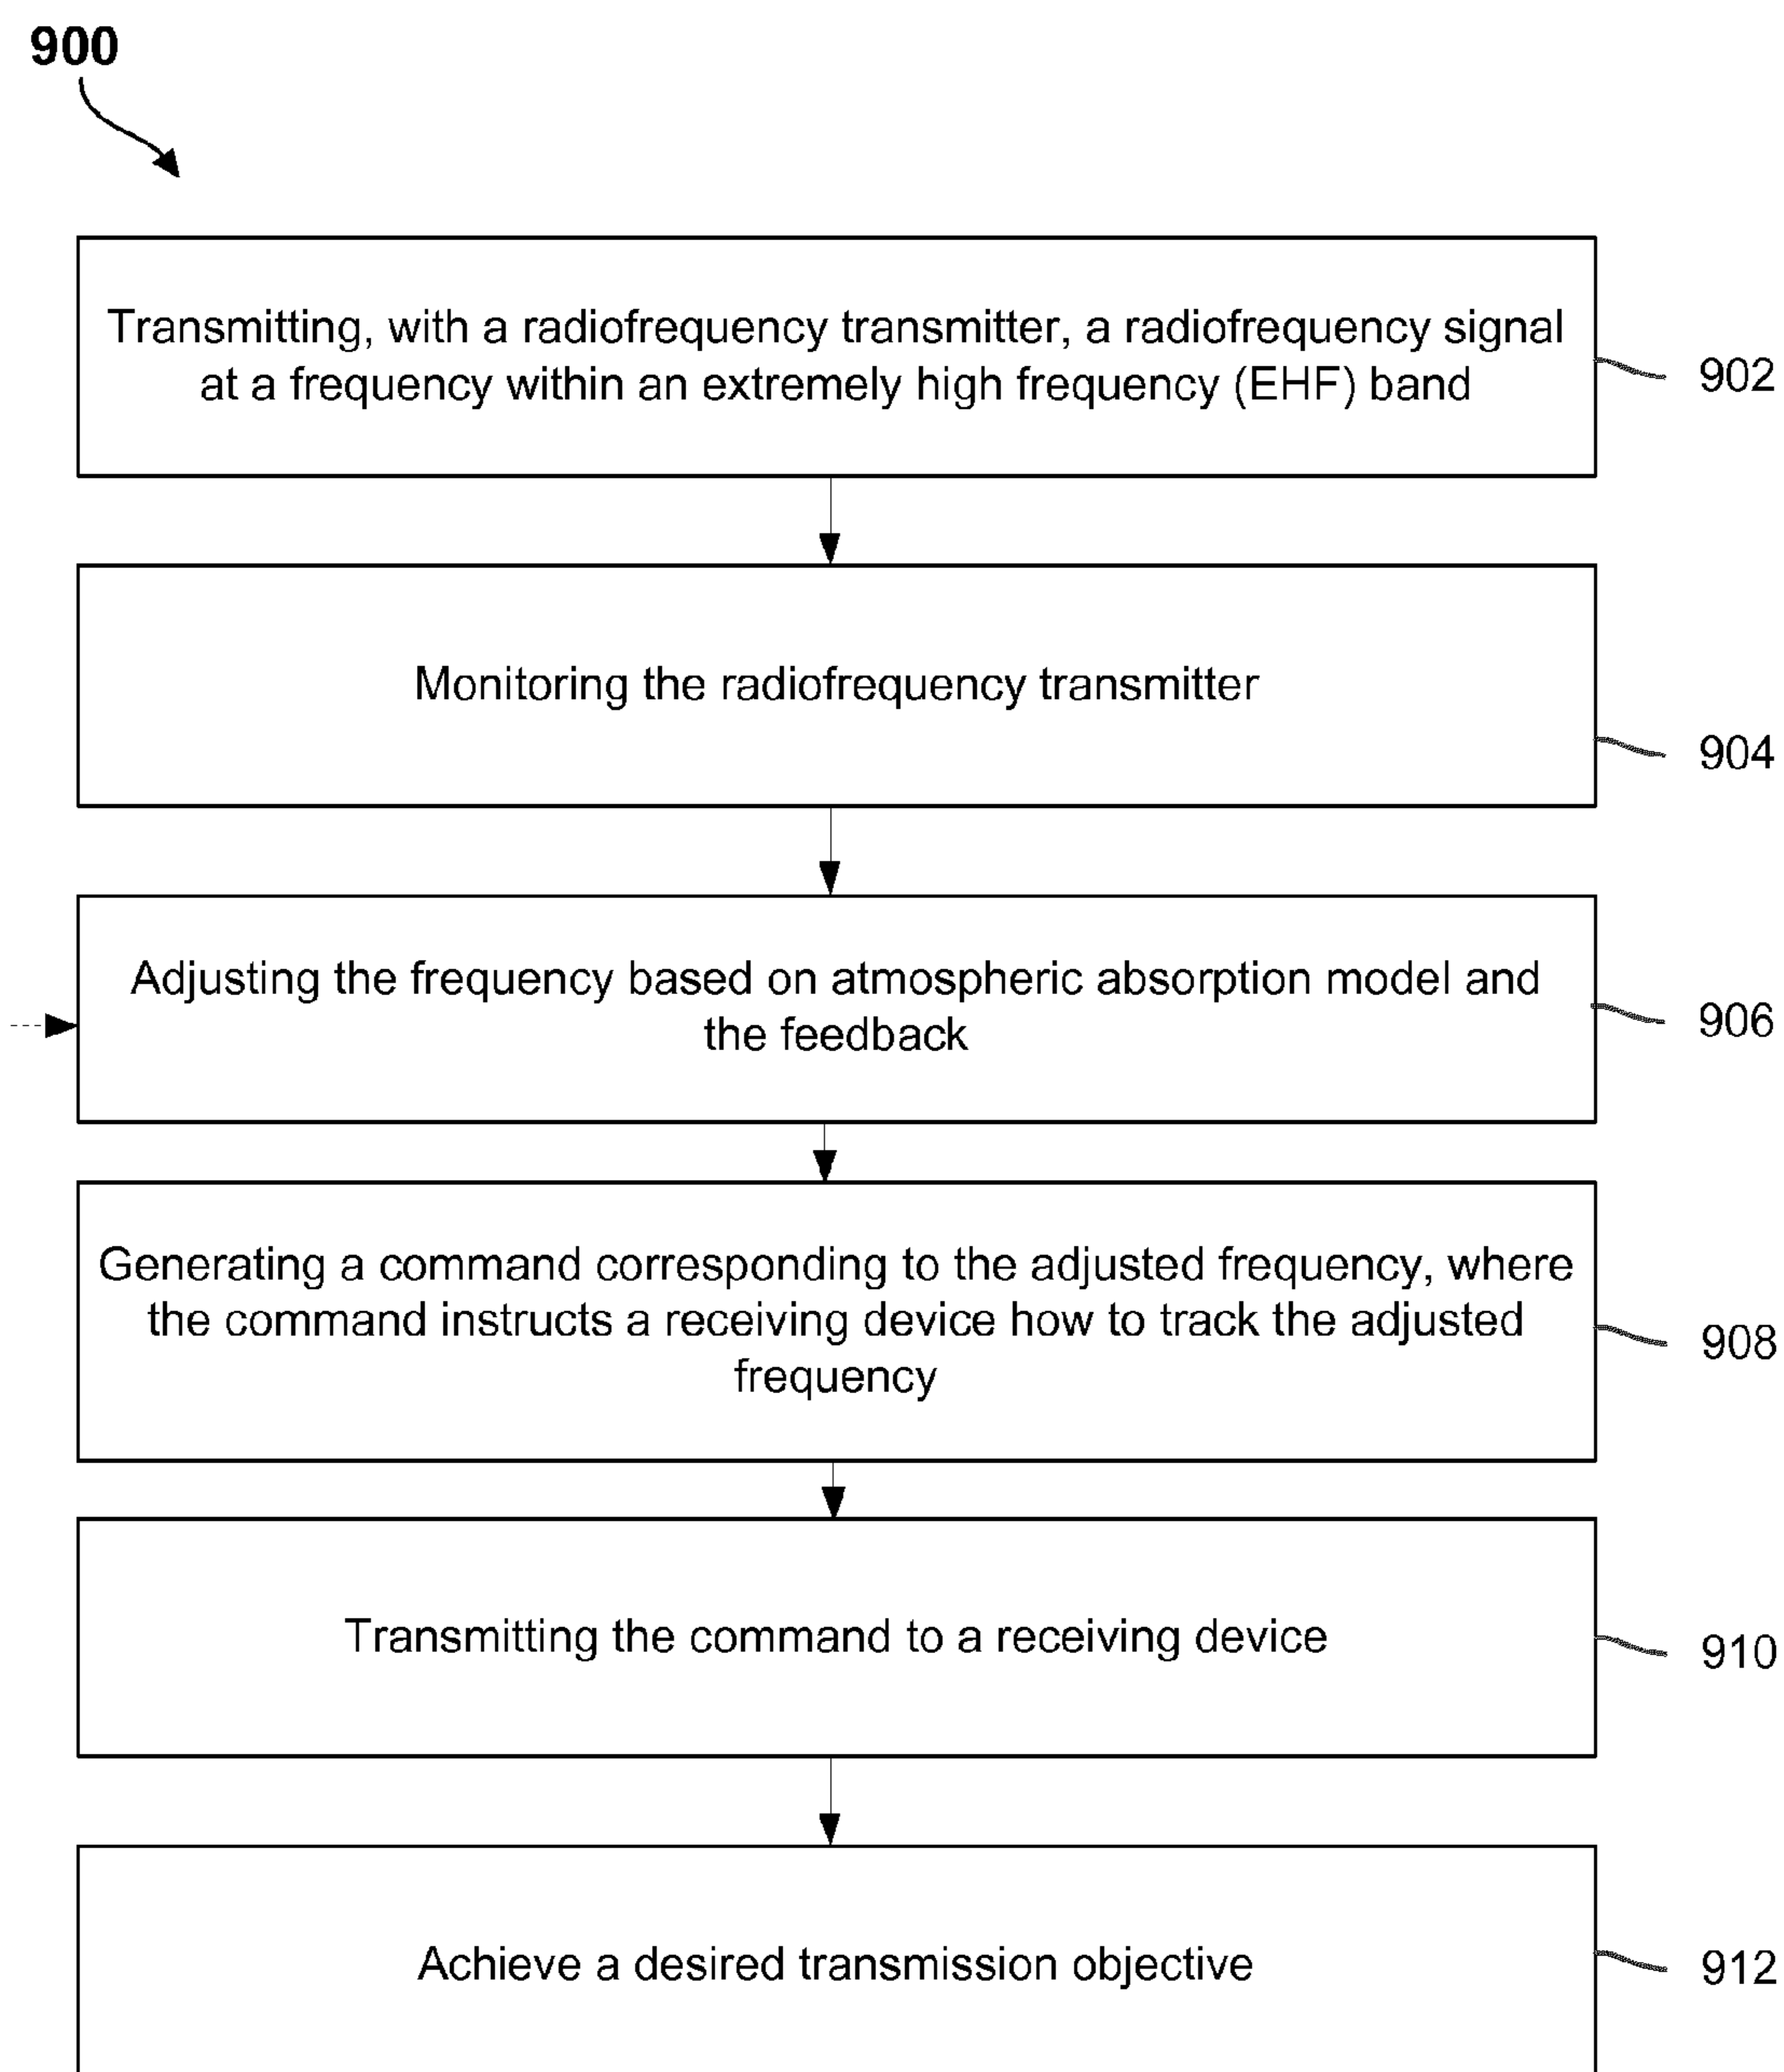 900
Transmitting, with a radiofrequency transmitter, a radiofrequency signal
at a frequency within an extremely high frequency (EHF) band
902
Monitoring the radiofrequency transmitter
904
Adjusting the frequency based on atmospheric absorption model and
the feedback
906
Generating a command corresponding to the adjusted frequency, where
the command instructs a receiving device how to track the adjusted
frequency
908
Transmitting the command to a receiving device
910
Achieve a desired transmission objective
912